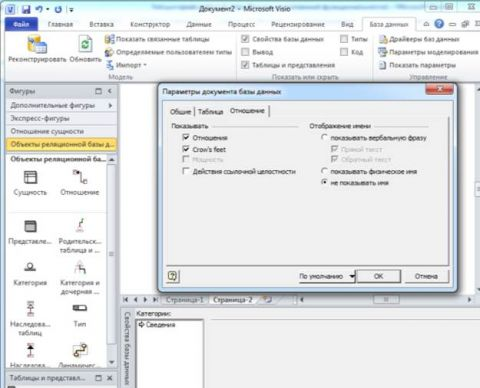 Документ2 - Microsoft Visio
Файл Главная Вставка Конструктор Данные Процесс Рецензирование Вид База данных
Реконструировать
Обновить
Показать связанные таблицы
Определяемые пользователем типы
Импорт
Модель
Свойства базы данных
Вывод
Таблицы и представления
Типы
Код
Показать или скрыть
Драйверы баз данных
Параметры моделирования
Показать параметры
Управление
Фигуры
Дополнительные фигуры
Экспресс-фигуры
Отношение сущности
Объекты реляционной базы д...
Объекты реляционной ба...
Сущность Отношение
Представле... Родительск... таблица и ...
Категория Категория и дочерняя ...
Наследова... таблиц Тип
Наследова... Динамичес...
Таблицы и представл...
Параметры документа базы данных
Общие Таблица Отношение
Показывать
Отношения
Crow's feet
Мощность
Действия ссылочной целостности
Отображение имени
показывать вербальную фразу
Прямой текст
Обратный текст
показывать физическое имя
не показывать имя
По умолчанию OK Отмена
Страница-1 Страница-2
Свойства базы данных
Категории:
Сведения